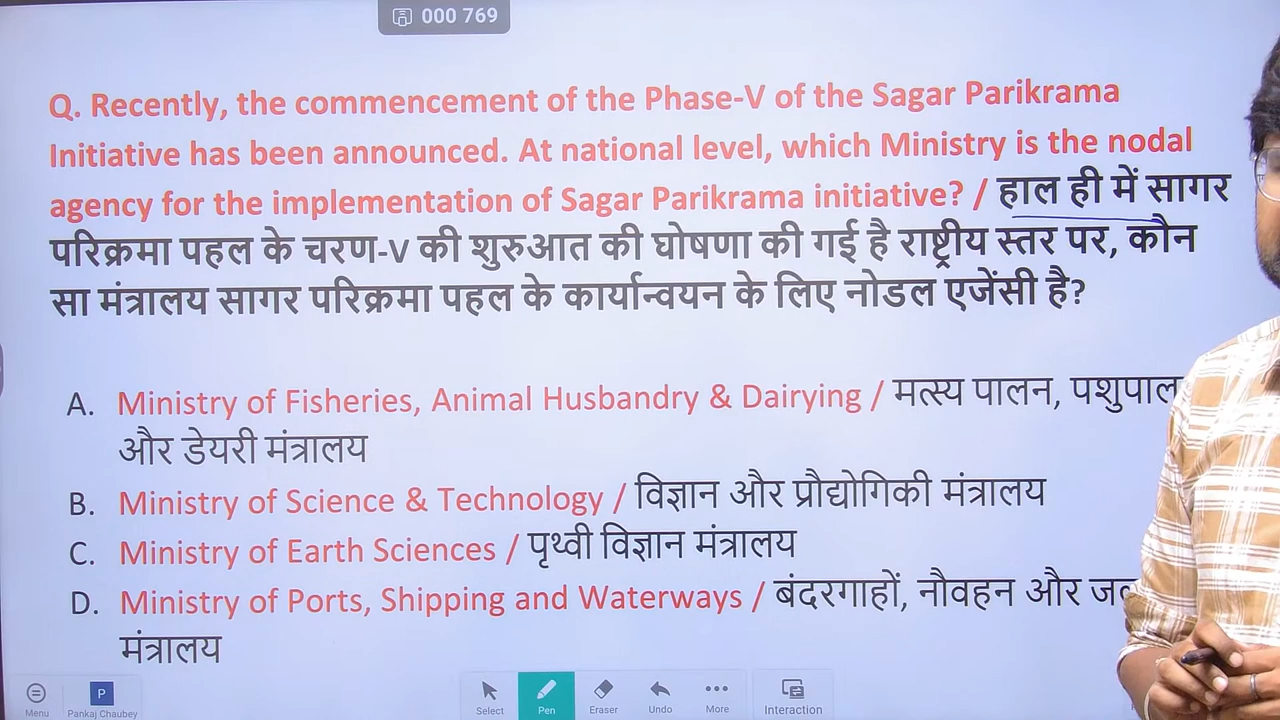 000 769
Q. Recently, the commencement of the Phase-V of the Sagar Parikrama
Initiative has been announced. At national level, which Ministry is the nodal
agency for the implementation of Sagar Parikrama initiative? / हाल ही में सागर
परिक्रमा पहल के चरण-V की शुरुआत की घोषणा की गई है राष्ट्रीय स्तर पर, कौन
सा मंत्रालय सागर परिक्रमा पहल के कार्यान्वयन के लिए नोडल एजेंसी है?
A. Ministry of Fisheries, Animal Husbandry & Dairying / मत्स्य पालन,
और डेयरी मंत्रालय
B. Ministry of Science & Technology / विज्ञान और प्रौद्योगिकी मंत्रालय
C. Ministry of Earth Sciences / पृथ्वी विज्ञान मंत्रालय
D. Ministry of Ports, Shipping and Waterways / बंदरगाहों, नौवहन और
मंत्रालय
P
Menu Pankaj Chaubey Select Pen Eraser Undo More Interaction